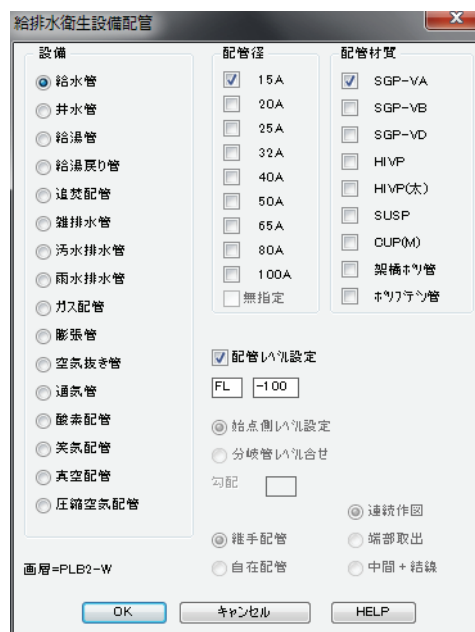 給排水衛生設備配管
設備
給水管
井水管
給湯管
給湯戻り管
追焚配管
雑排水管
汚水排水管
雨水排水管
ガス配管
膨張管
空気抜き管
通気管
酸素配管
笑気配管
真空配管
圧縮空気配管
画層=PLB2-W
配管径
15A
20A
25A
32A
40A
50A
65A
80A
100A
無指定
配管材質
SGP-VA
SGP-VB
SGP-VD
HIVP
HIVP(太)
SUSP
CUP(M)
架橋ﾎﾟﾘ管
ﾎﾟﾘﾌﾞﾃﾝ管
配管ﾚﾍﾞﾙ設定
FL -100
始点側ﾚﾍﾞﾙ設定
分岐管ﾚﾍﾞﾙ合せ
勾配
継手配管
自在配管
連続作図
端部取出
中間+結線
OK キャンセル HELP